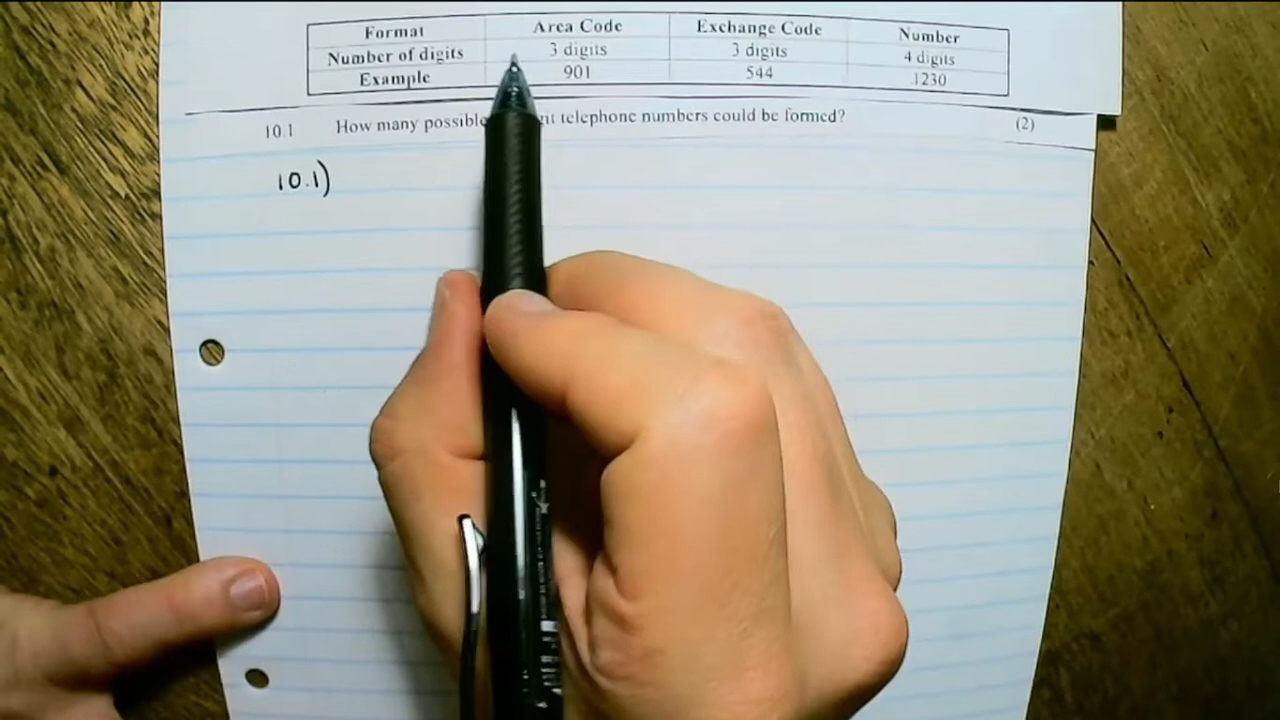 Format Area Code Exchange Code Number
Number of digits 3 digits 3 digits 4 digits
Example 901 544 1230
10.1 How many possible telephone numbers could be formed? (2)
10.1)